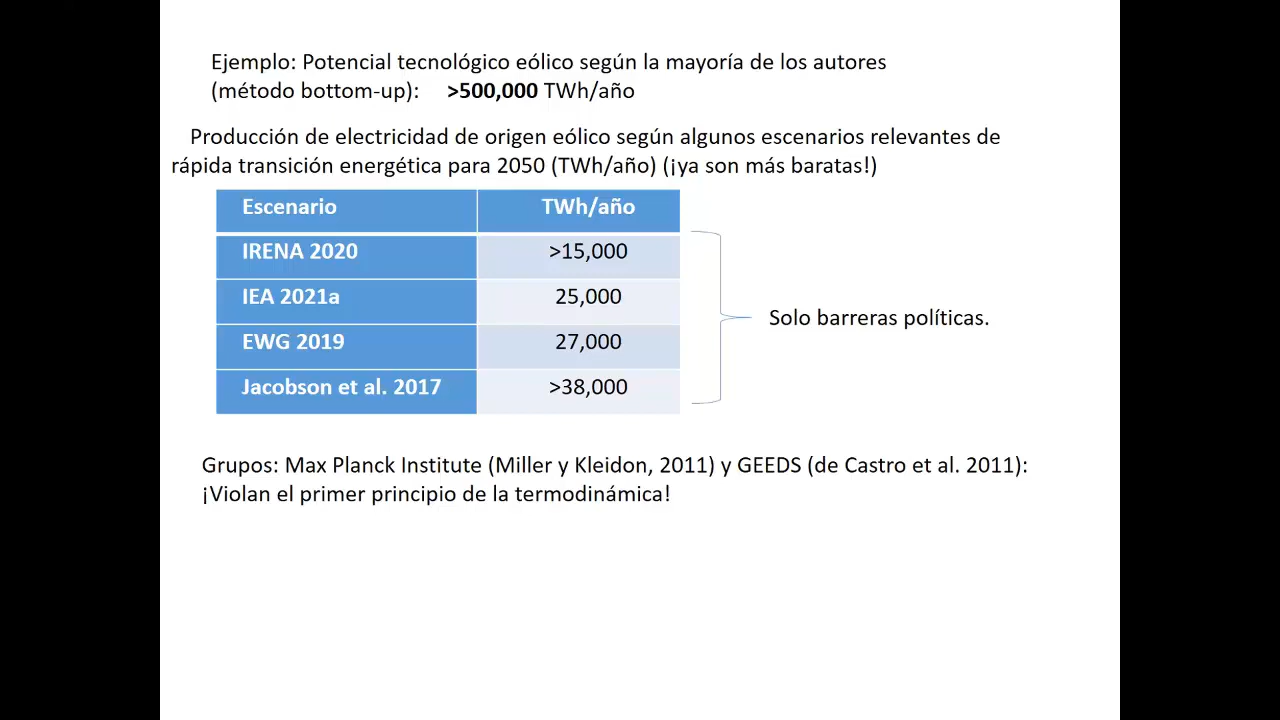 Ejemplo: Potencial tecnológico eólico según la mayoría de los autores
(método bottom-up): >500,000 TWh/año
Producción de electricidad de origen eólico según algunos escenarios relevantes de
rápida transición energética para 2050 (TWh/año) (¡ya son más baratas!)
Escenario TWh/año
IRENA 2020 >15,000
IEA 2021a 25,000
EWG 2019 27,000
Jacobson et al. 2017 >38,000
Solo barreras políticas.
Grupos: Max Planck Institute (Miller y Kleidon, 2011) y GEEDS (de Castro et al. 2011):
¡Violan el primer principio de la termodinámica!